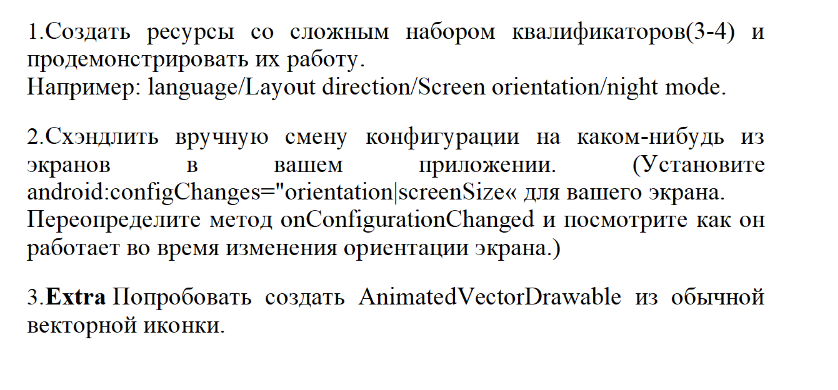 1.Создать ресурсы со сложным набором квалификаторов(3-4) и
продемонстрировать их работу.
Например: language/Layout direction/Screen orientation/night mode.
2.Схэндлить вручную смену конфигурации на каком-нибудь из
экранов в вашем приложении. (Установите
android:configChanges="orientation|screenSize« для вашего экрана.
Переопределите метод onConfigurationChanged и посмотрите как он
работает во время изменения ориентации экрана.)
3.Extra Попробовать создать AnimatedVectorDrawable из обычной
векторной иконки.